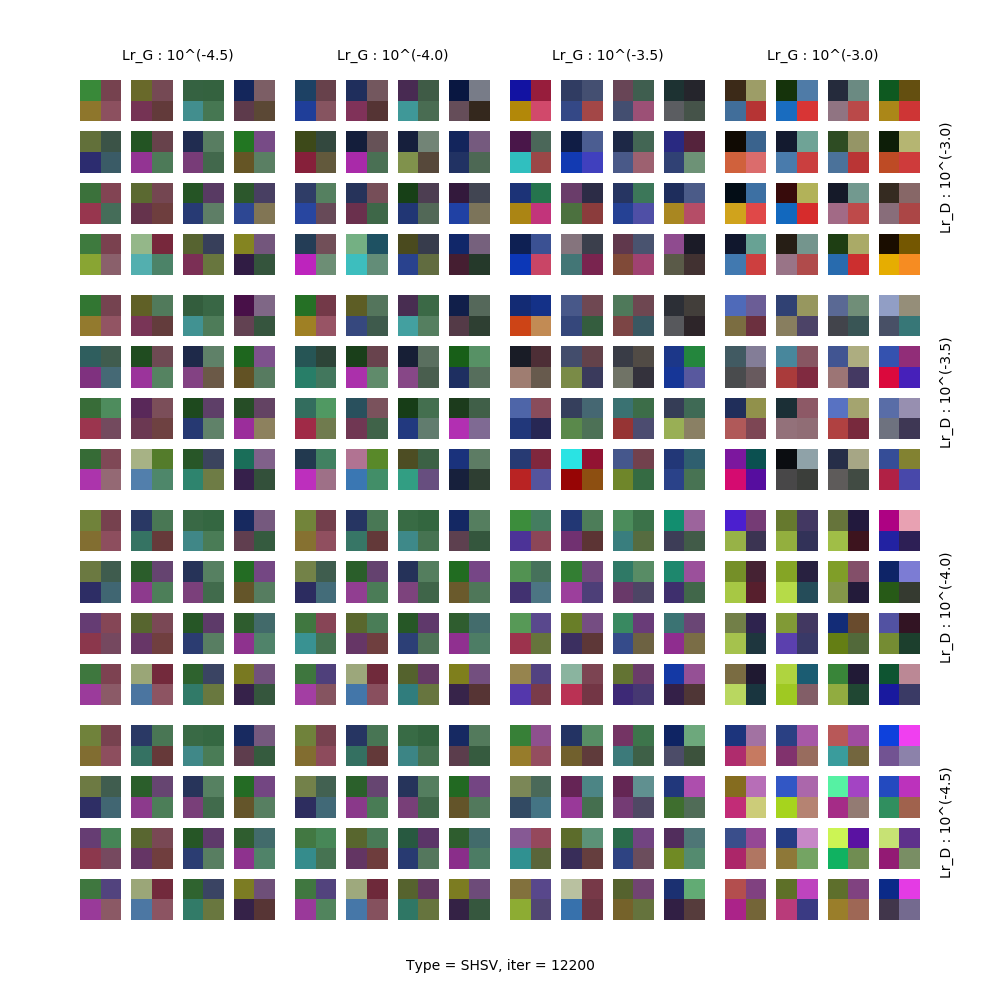 Lr_G : 10^(-4.5)
Lr_G : 10^(-4.0)
Lr_G : 10^(-3.5)
Lr_G : 10^(-3.0)
Lr_D : 10^(-3.0)
Lr_D : 10^(-3.5)
Lr_D : 10^(-4.0)
Lr_D : 10^(-4.5)
Type = SHSV, iter = 12200